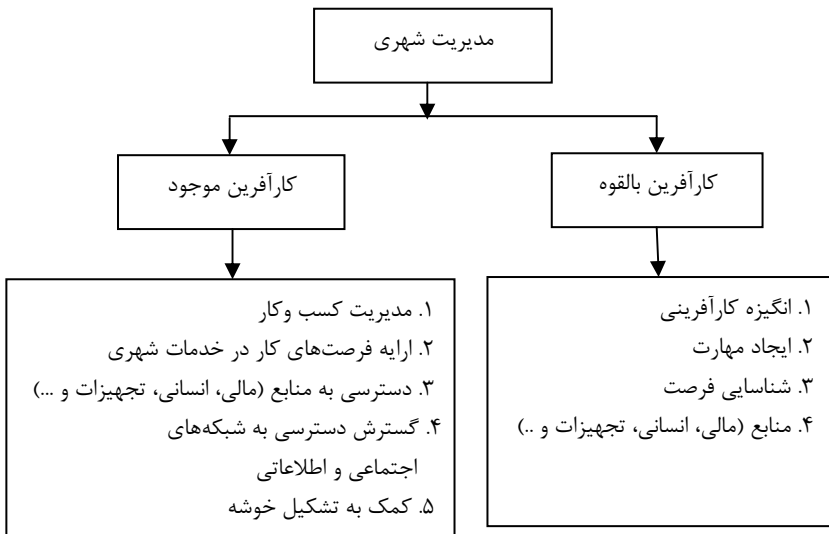 مدیریت شهری
کارآفرین بالقوه
کارآفرین موجود
۱. انگیزه کارآفرینی
۲. ایجاد مهارت
۳. شناسایی فرصت
۴. منابع (مالی، انسانی، تجهیزات و ..)
۱. مدیریت کسب وکار
۲. ارایه فرصت‌های کار در خدمات شهری
۳. دسترسی به منابع (مالی، انسانی، تجهیزات و ...)
۴. گسترش دسترسی به شبکه‌های
اجتماعی و اطلاعاتی
۵. کمک به تشکیل خوشه